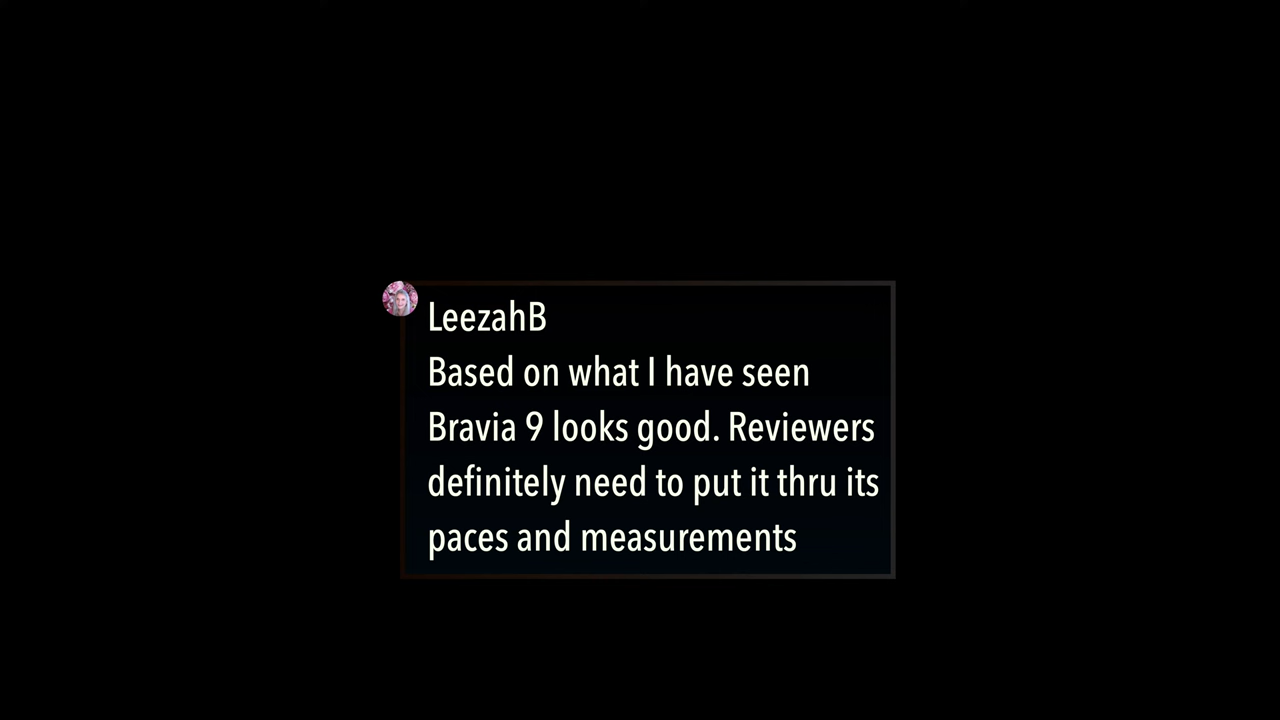 LeezahB
Based on what I have seen
Bravia 9 looks good. Reviewers
definitely need to put it thru its
paces and measurements